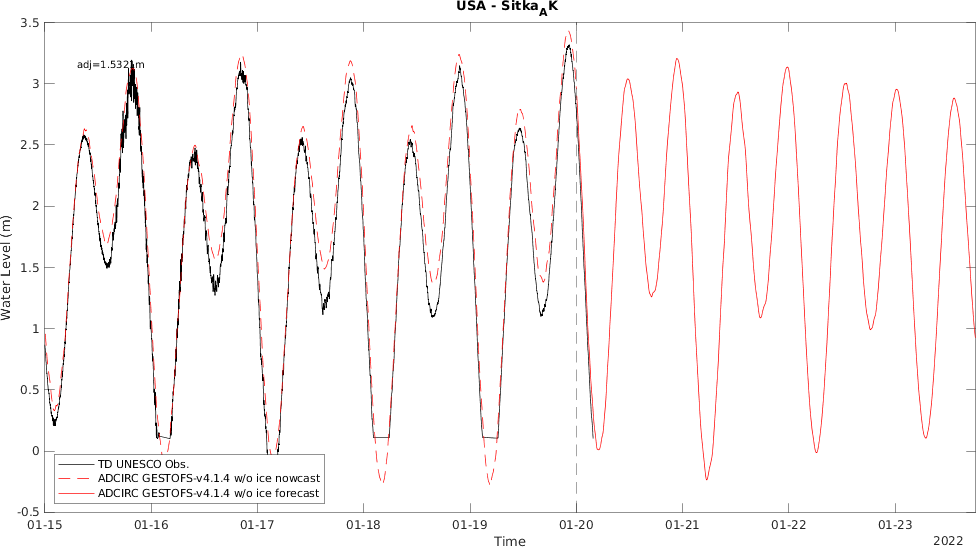 USA - Sitka_AK
3.5
3
2.5
2
1.5
1
0.5
0
-0.5
Water Level (m)
adj=1.5321m
TD UNESCO Obs.
ADCIRC GESTOFS-v4.1.4 w/o ice nowcast
ADCIRC GESTOFS-v4.1.4 w/o ice forecast
01-15 01-16 01-17 01-18 01-19 01-20 01-21 01-22 01-23
Time
2022